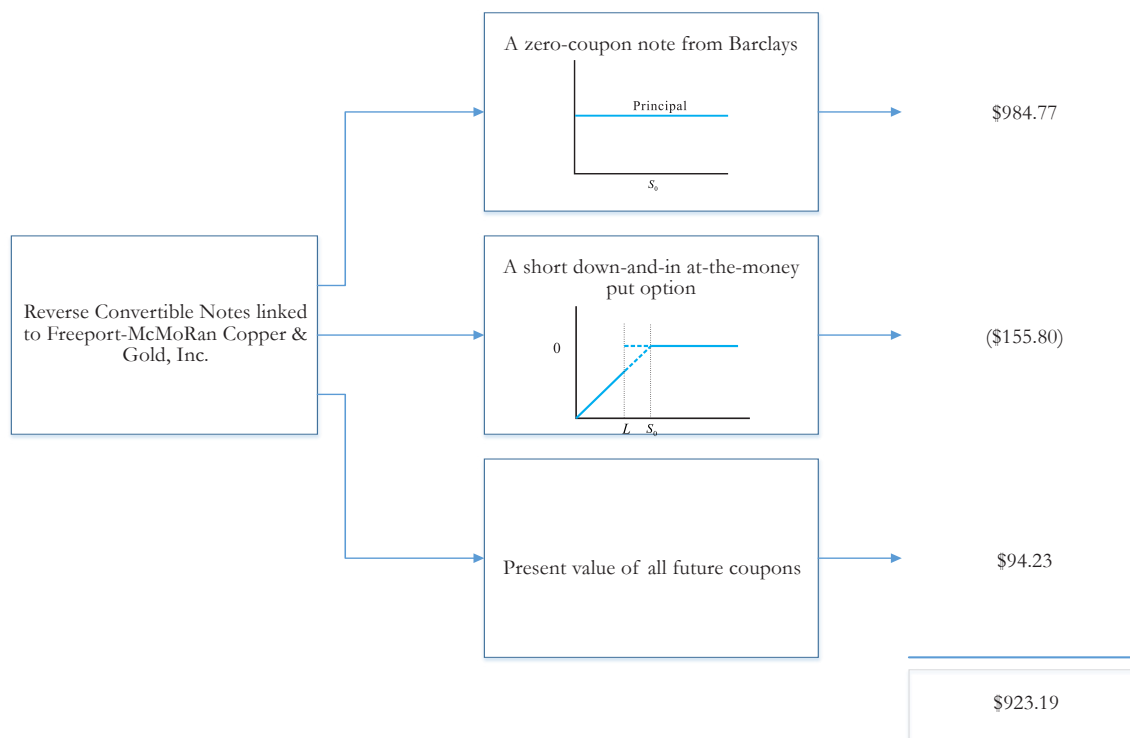 A zero-coupon note from Barclays
Principal
S₀
$984.77
Reverse Convertible Notes linked
to Freeport-McMoRan Copper &
Gold, Inc.
A short down-and-in at-the-money
put option
0
L S₀
($155.80)
Present value of all future coupons
$94.23
$923.19